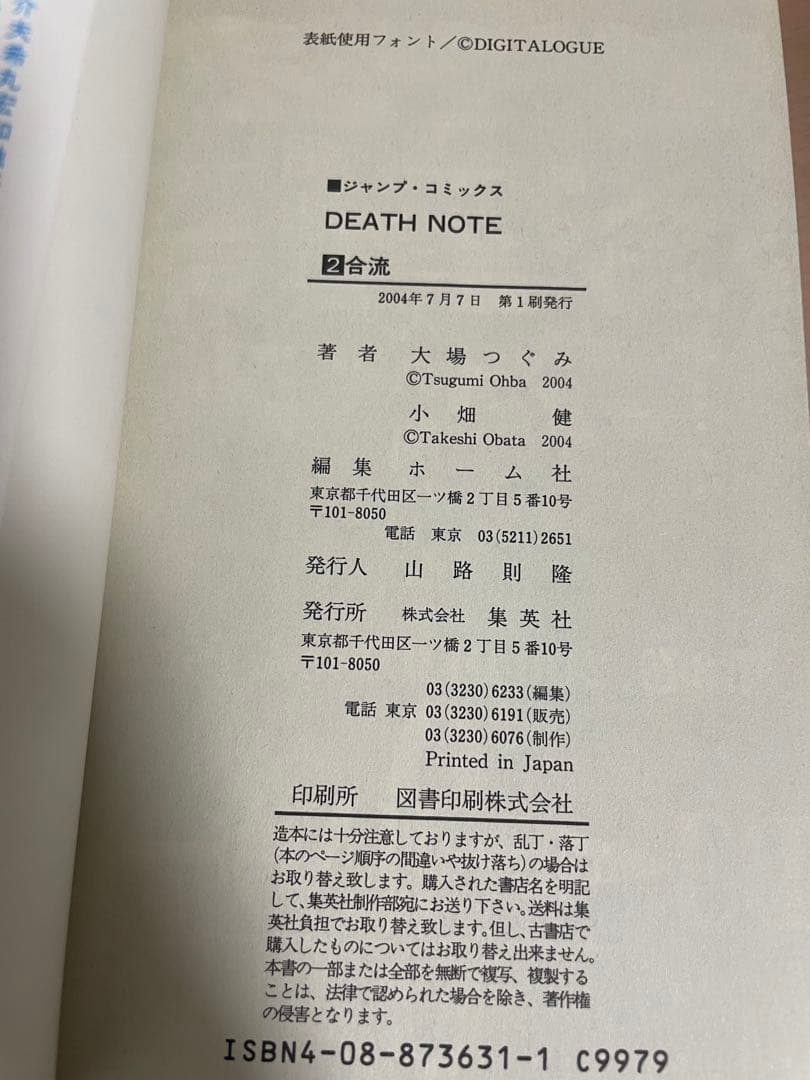 表紙使用フォント／©DIGITALOGUE
■ジャンプ・コミックス
DEATH NOTE
2合流
2004年7月7日 第1刷発行
著者 大場つぐみ
©Tsugumi Ohba 2004
小畑 健
©Takeshi Obata 2004
編集 ホーム社
東京都千代田区一ツ橋2丁目5番10号
〒101-8050
電話 東京 03(5211)2651
発行人 山路則隆
発行所 株式会社 集英社
東京都千代田区一ツ橋2丁目5番10号
〒101-8050
03(3230)6233(編集)
電話 東京 03(3230)6191(販売)
03(3230)6076(制作)
Printed in Japan
印刷所 図書印刷株式会社
造本には十分注意しておりますが、乱丁・落丁
(本のページ順序の間違いや抜け落ち)の場合は
お取り替え致します。購入された書店名を明記
して、集英社制作部宛にお送り下さい。送料は集
英社負担でお取り替え致します。但し、古書店で
購入したものについてはお取り替え出来ません。
本書の一部または全部を無断で複写、複製する
ことは、法律で認められた場合を除き、著作権
の侵害となります。
ISBN4-08-873631-1 C9979